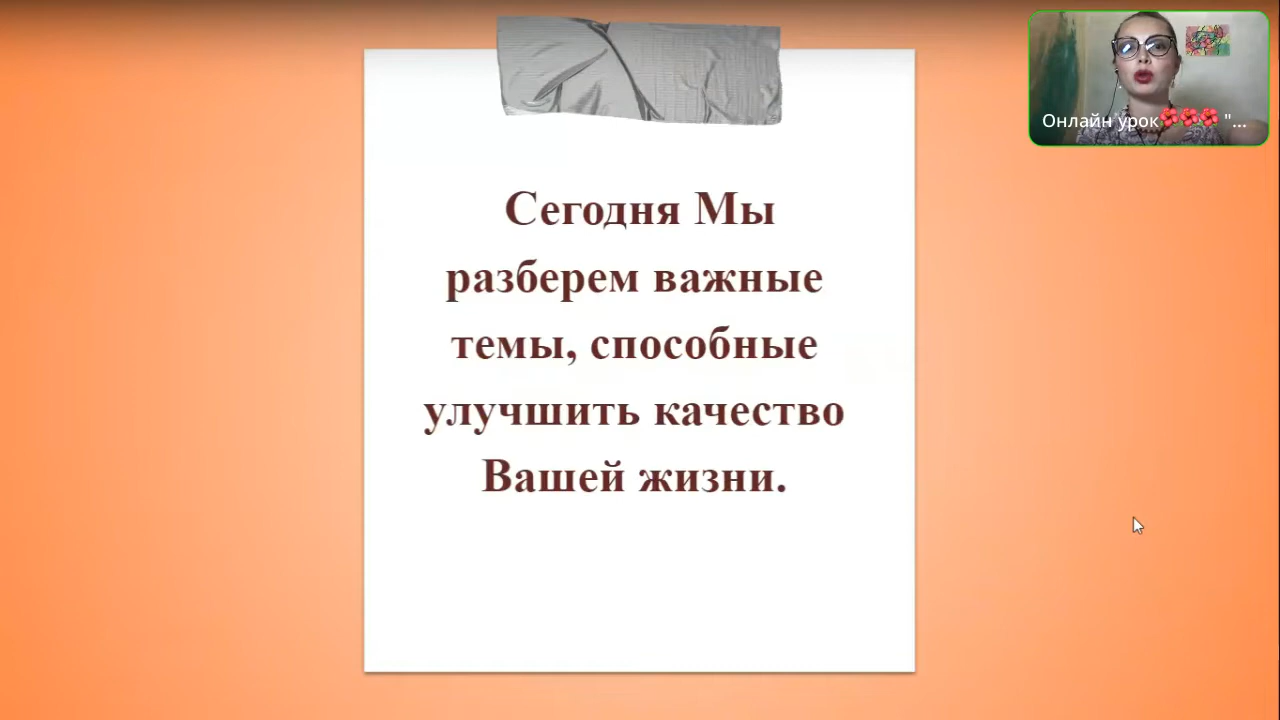 Онлайн урок🌺🌺🌺 "...
Сегодня Мы
разберем важные
темы, способные
улучшить качество
Вашей жизни.